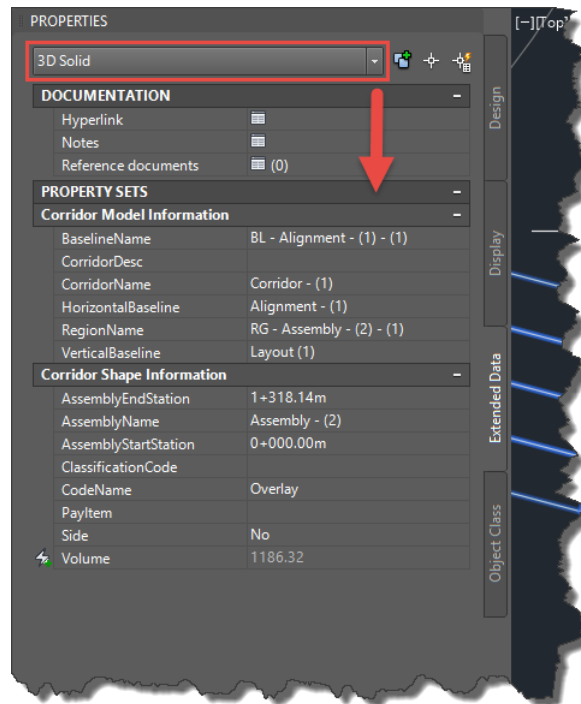 PROPERTIES
[−][Top]
3D Solid
DOCUMENTATION −
Hyperlink
Notes
Reference documents (0)
PROPERTY SETS −
Corridor Model Information −
BaselineName BL - Alignment - (1) - (1)
CorridorDesc
CorridorName Corridor - (1)
HorizontalBaseline Alignment - (1)
RegionName RG - Assembly - (2) - (1)
VerticalBaseline Layout (1)
Corridor Shape Information −
AssemblyEndStation 1+318.14m
AssemblyName Assembly - (2)
AssemblyStartStation 0+000.00m
ClassificationCode
CodeName Overlay
PayItem
Side No
Volume 1186.32
Design
Display
Extended Data
Object Class